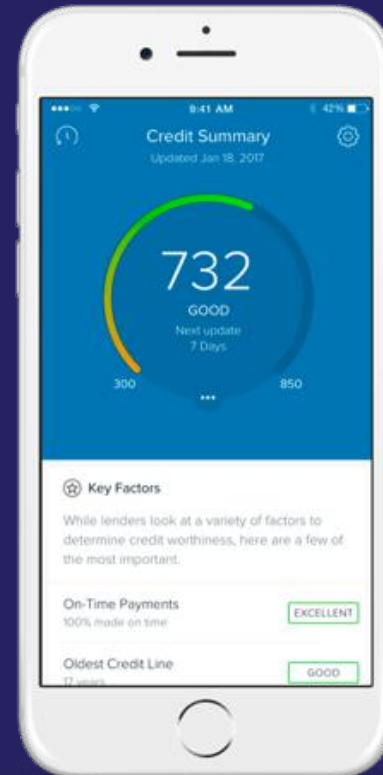 9:41 AM 42%
Credit Summary
Updated Jan 18, 2017
732
GOOD
Next update
7 Days
300 850
Key Factors
While lenders look at a variety of factors to
determine credit worthiness, here are a few of
the most important.
On-Time Payments
EXCELLENT
100% made on time
Oldest Credit Line
GOOD
17 years